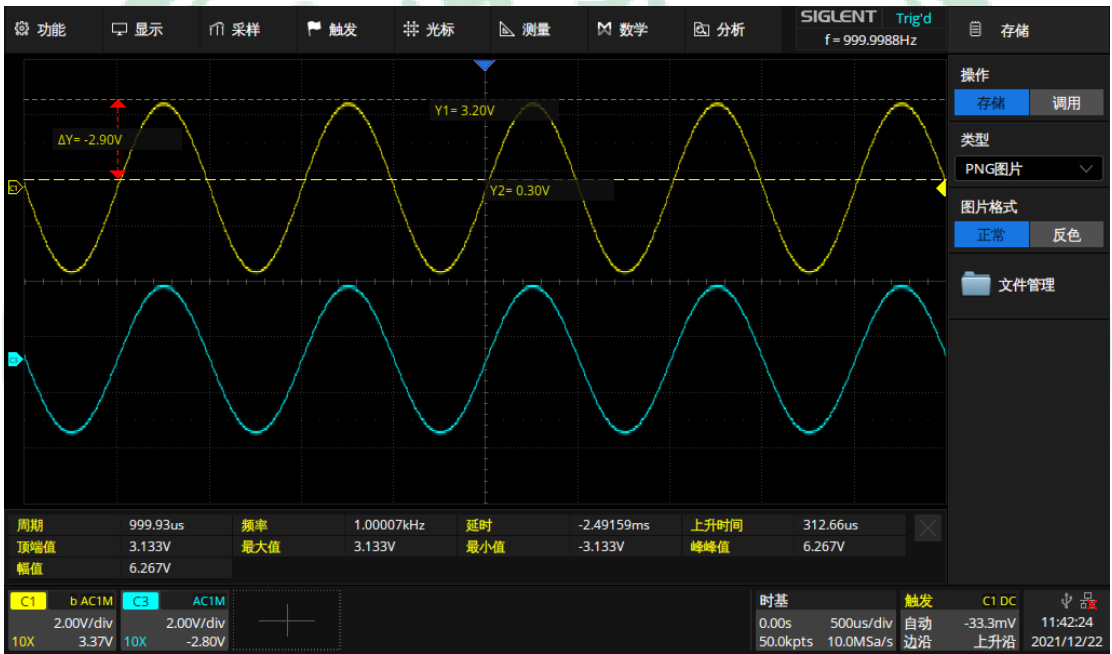 功能 显示 采样 触发 光标 测量 数学 分析 SIGLENT Trig'd
f = 999.9988Hz
存储
操作
存储 调用
类型
PNG图片
图片格式
正常 反色
文件管理
Y1= 3.20V
ΔY= -2.90V
Y2= 0.30V
C1
C3
周期 999.93us 频率 1.00007kHz 延时 -2.49159ms 上升时间 312.66us
顶端值 3.133V 最大值 3.133V 最小值 -3.133V 峰峰值 6.267V
幅值 6.267V
C1 b AC1M C3 AC1M 时基 触发 C1 DC
2.00V/div 2.00V/div 0.00s 500us/div 自动 -33.3mV 11:42:24
10X 3.37V 10X -2.80V 50.0kpts 10.0MSa/s 边沿 上升沿 2021/12/22